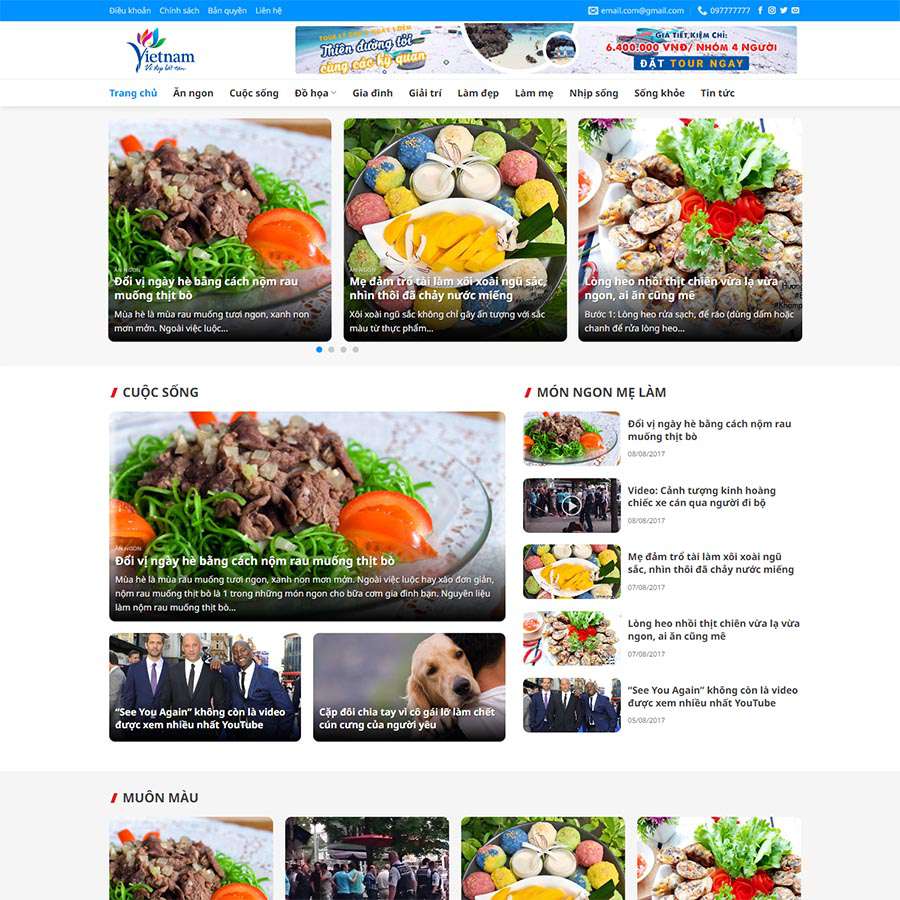 Điều khoản Chính sách Bản quyền Liên hệ
email.com@gmail.com 097777777
Vietnam
Vẻ đẹp bất tận
Thiên đường tôi
cùng các kỳ quan
GIÁ TIẾT KIỆM CHỈ:
6.400.000 VNĐ/ NHÓM 4 NGƯỜI
ĐẶT TOUR NGAY
Trang chủ Ăn ngon Cuộc sống Đồ họa Gia đình Giải trí Làm đẹp Làm mẹ Nhịp sống Sống khỏe Tin tức
ĂN NGON
Đổi vị ngày hè bằng cách nộm rau
muống thịt bò
Mùa hè là mùa rau muống tươi ngon, xanh non
mơn mởn. Ngoài việc luộc...
ĂN NGON
Mẹ đảm trổ tài làm xôi xoài ngũ sắc,
nhìn thôi đã chảy nước miếng
Xôi xoài ngũ sắc không chỉ gây ấn tượng với sắc
màu từ thực phẩm...
Lòng heo nhồi thịt chiên vừa lạ vừa
ngon, ai ăn cũng mê
Bước 1: Lòng heo rửa sạch, để ráo (dùng dấm hoặc
chanh để rửa lòng heo...
CUỘC SỐNG
ĂN NGON
Đổi vị ngày hè bằng cách nộm rau muống thịt bò
Mùa hè là mùa rau muống tươi ngon, xanh non mơn mởn. Ngoài việc luộc hay xào đơn giản,
nộm rau muống thịt bò là 1 trong những món ngon cho bữa cơm gia đình bạn. Nguyên liệu
làm nộm rau muống thịt bò...
“See You Again” không còn là video
được xem nhiều nhất YouTube
Cặp đôi chia tay vì cô gái lỡ làm chết
cún cưng của người yêu
MÓN NGON MẸ LÀM
Đổi vị ngày hè bằng cách nộm rau
muống thịt bò
08/08/2017
Video: Cảnh tượng kinh hoàng
chiếc xe cán qua người đi bộ
08/08/2017
Mẹ đảm trổ tài làm xôi xoài ngũ
sắc, nhìn thôi đã chảy nước miếng
07/08/2017
Lòng heo nhồi thịt chiên vừa lạ vừa
ngon, ai ăn cũng mê
07/08/2017
“See You Again” không còn là video
được xem nhiều nhất YouTube
05/08/2017
MUÔN MÀU